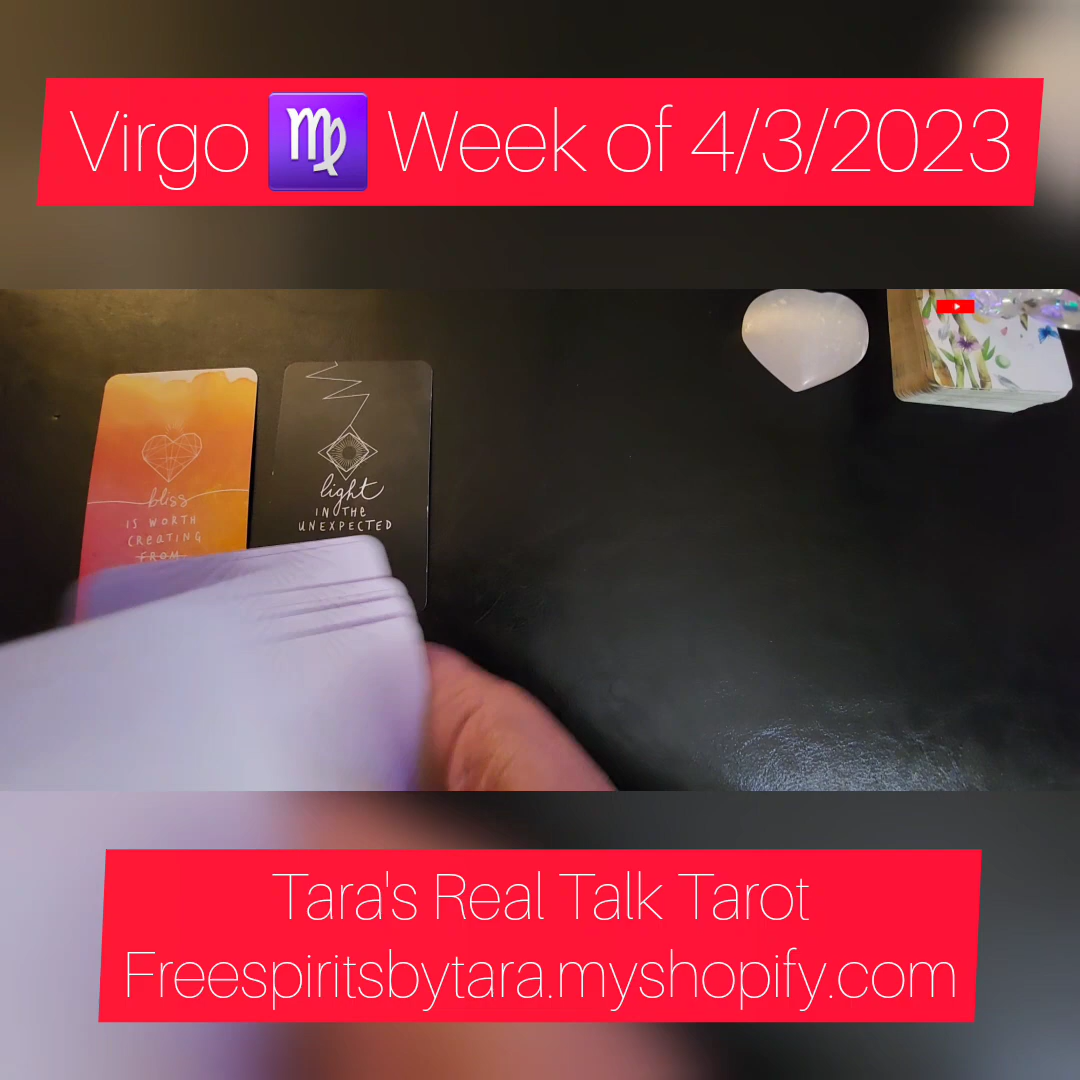 Virgo ♍ Week of 4/3/2023
bliss
IS WORTH
CREATING
FROM
light
IN THE
UNEXPECTED
Tara's Real Talk Tarot
Freespiritsbytara.myshopify.com